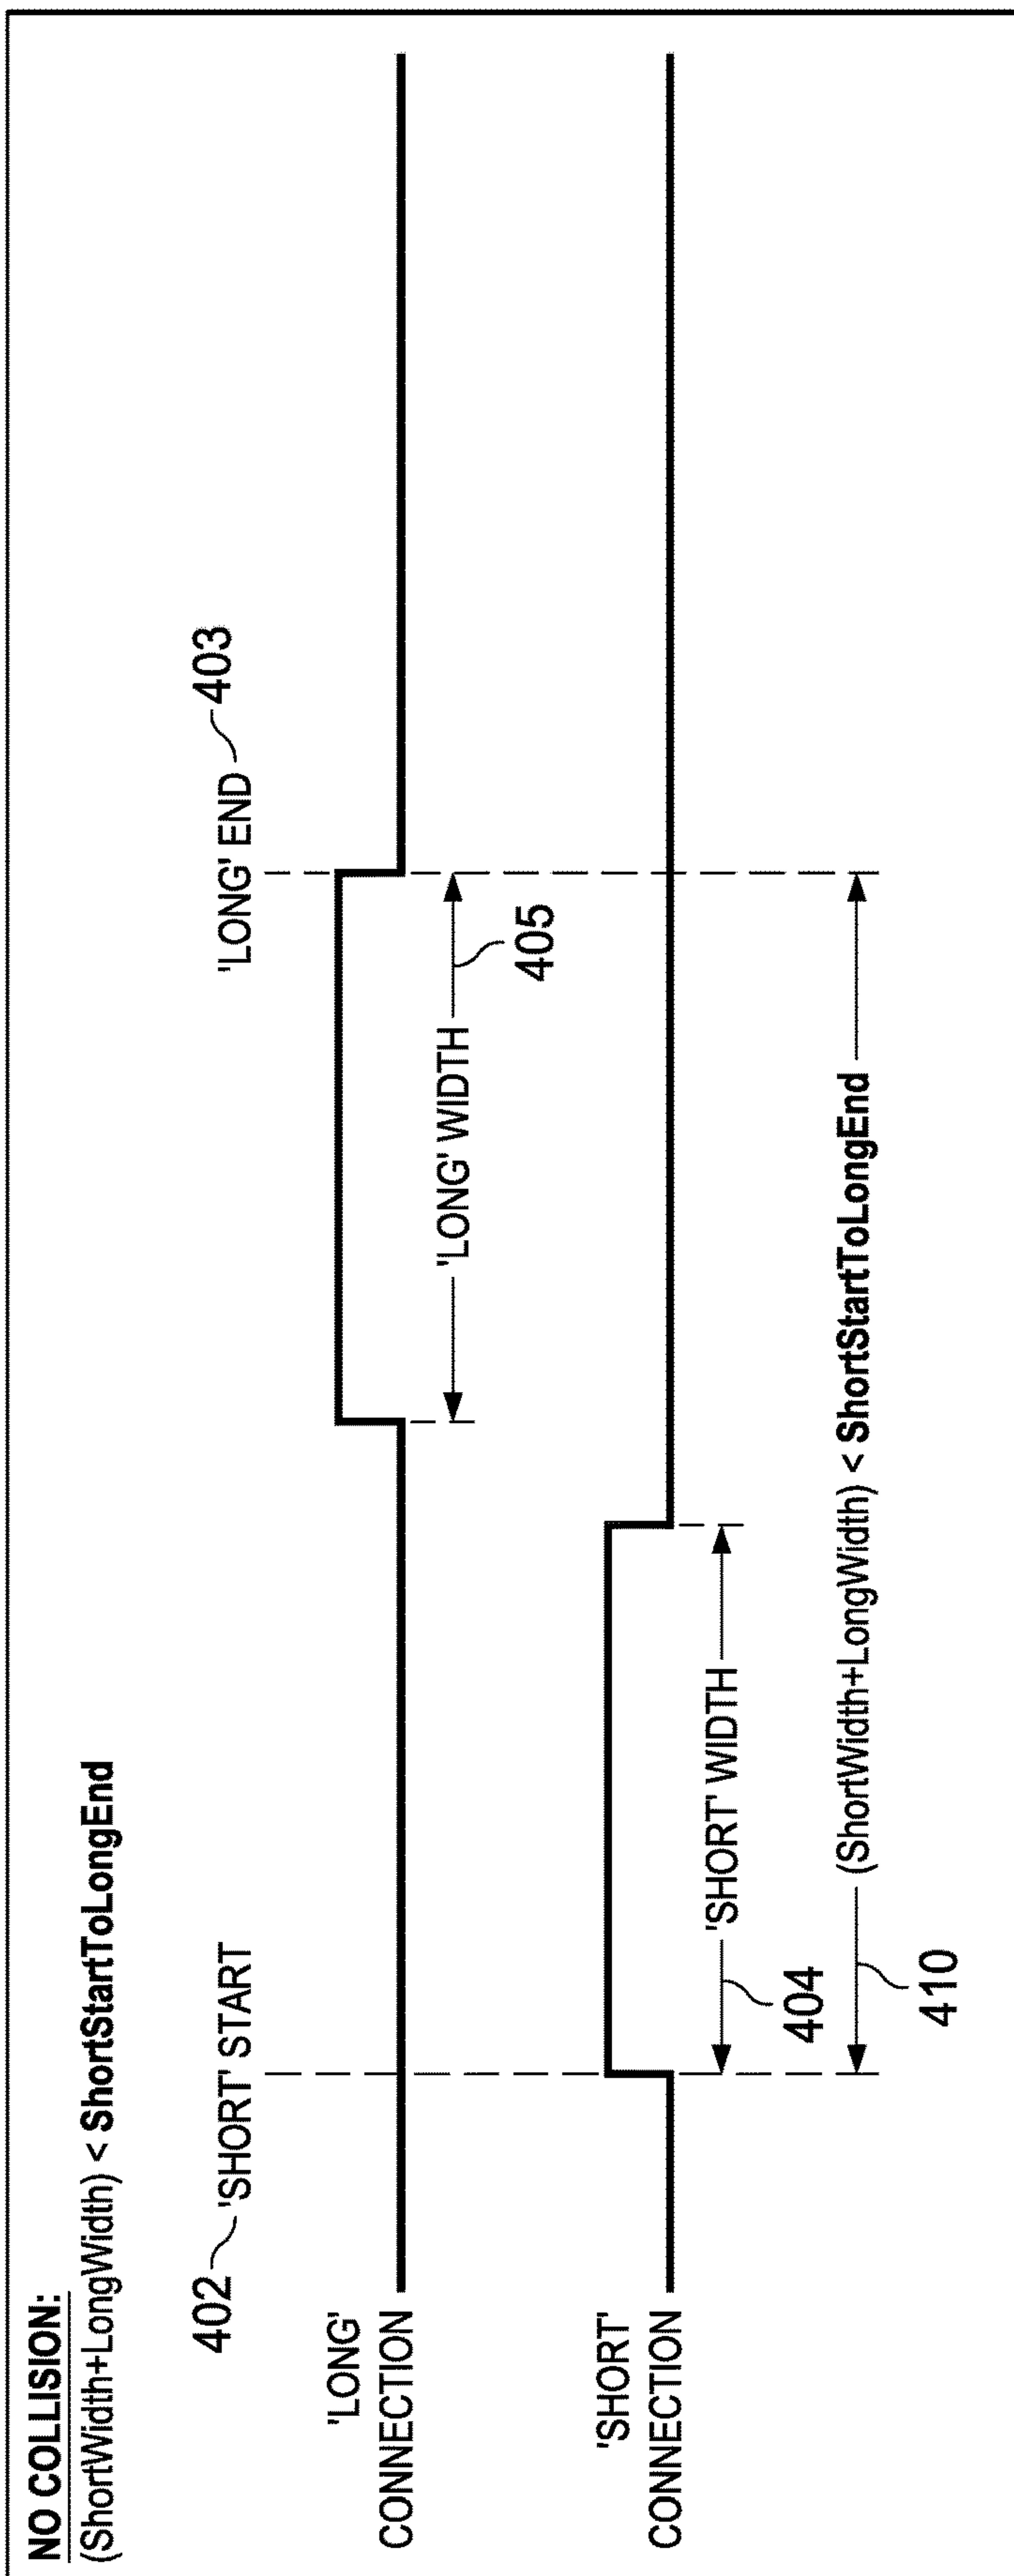 NO COLLISION:
(ShortWidth+LongWidth) < ShortStartToLongEnd
402 'SHORT' START
'LONG' END 403
'LONG'
CONNECTION
'LONG' WIDTH
405
'SHORT'
CONNECTION
'SHORT' WIDTH
404
(ShortWidth+LongWidth) < ShortStartToLongEnd
410